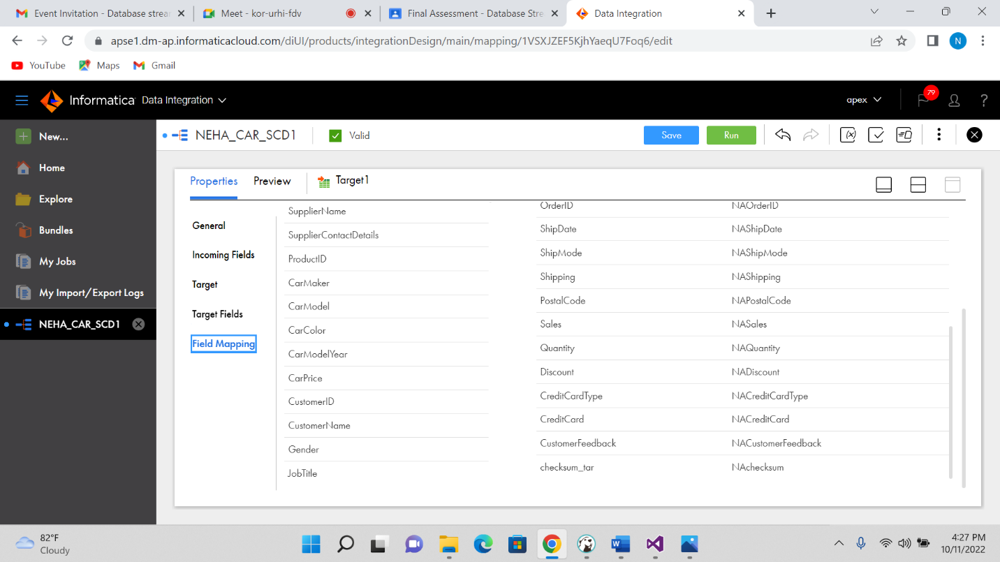 Event Invitation - Database strea
Meet - kor-urhi-fdv
Final Assessment - Database Stre
Data Integration
apse1.dm-ap.informaticacloud.com/diUI/products/integrationDesign/main/mapping/1VSXJZEF5KjhYaeqU7Foq6/edit
N
YouTube
Maps
Gmail
Informatica
Data Integration
apex
79
?
New...
Home
Explore
Bundles
My Jobs
My Import/Export Logs
NEHA_CAR_SCD1
NEHA_CAR_SCD1
Valid
Save
Run
(x)
Properties
Preview
Target1
General
Incoming Fields
Target
Target Fields
Field Mapping
SupplierName
SupplierContactDetails
ProductID
CarMaker
CarModel
CarColor
CarModelYear
CarPrice
CustomerID
CustomerName
Gender
JobTitle
OrderID NAOrderID
ShipDate NAShipDate
ShipMode NAShipMode
Shipping NAShipping
PostalCode NAPostalCode
Sales NASales
Quantity NAQuantity
Discount NADiscount
CreditCardType NACreditCardType
CreditCard NACreditCard
CustomerFeedback NACustomerFeedback
checksum_tar NAchecksum
82°F
Cloudy
W
4:27 PM
10/11/2022